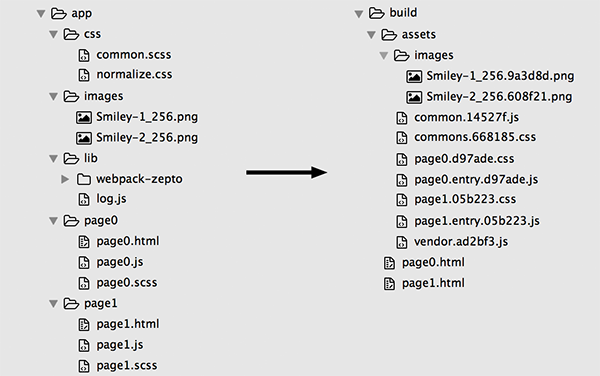 app
css
common.scss
normalize.css
images
Smiley-1_256.png
Smiley-2_256.png
lib
webpack-zepto
log.js
page0
page0.html
page0.js
page0.scss
page1
page1.html
page1.js
page1.scss
build
assets
images
Smiley-1_256.9a3d8d.png
Smiley-2_256.608f21.png
common.14527f.js
commons.668185.css
page0.d97ade.css
page0.entry.d97ade.js
page1.05b223.css
page1.entry.05b223.js
vendor.ad2bf3.js
page0.html
page1.html